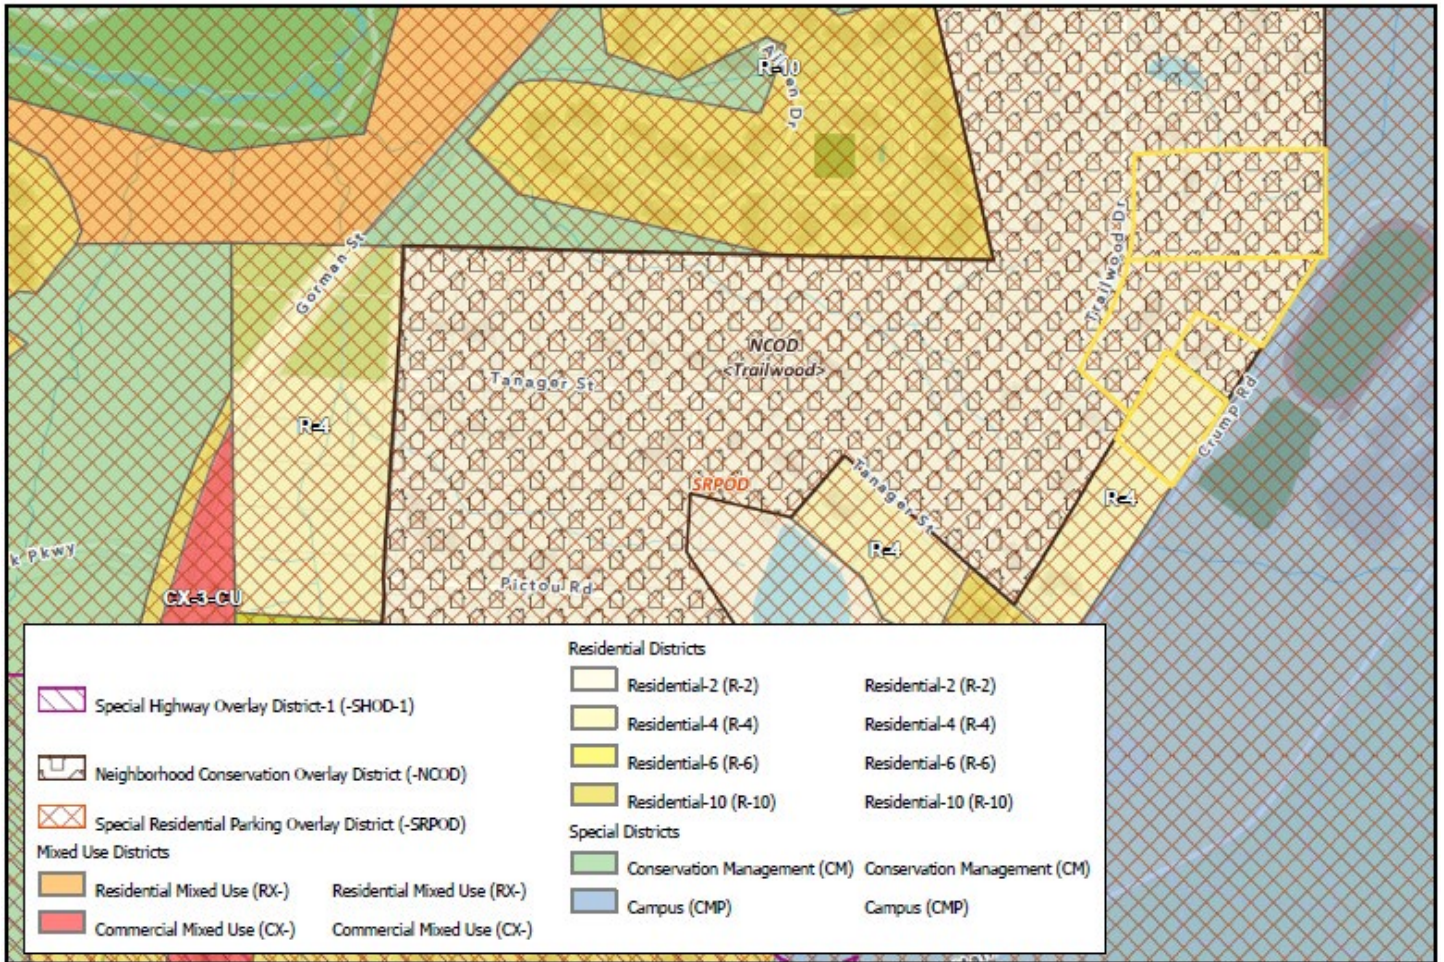 R-10
Gorman St
Trailwood Dr
NCOD
<Trailwood>
Tanager St
Crump Rd
R-4
SRPOD
Tanager St
R-4
R-4
k Pkwy
Pictou Rd
CX-3-CU
Special Highway Overlay District-1 (-SHOD-1)
Neighborhood Conservation Overlay District (-NCOD)
Special Residential Parking Overlay District (-SRPOD)
Mixed Use Districts
Residential Mixed Use (RX-) Residential Mixed Use (RX-)
Commercial Mixed Use (CX-) Commercial Mixed Use (CX-)
Residential Districts
Residential-2 (R-2) Residential-2 (R-2)
Residential-4 (R-4) Residential-4 (R-4)
Residential-6 (R-6) Residential-6 (R-6)
Residential-10 (R-10) Residential-10 (R-10)
Special Districts
Conservation Management (CM) Conservation Management (CM)
Campus (CMP) Campus (CMP)